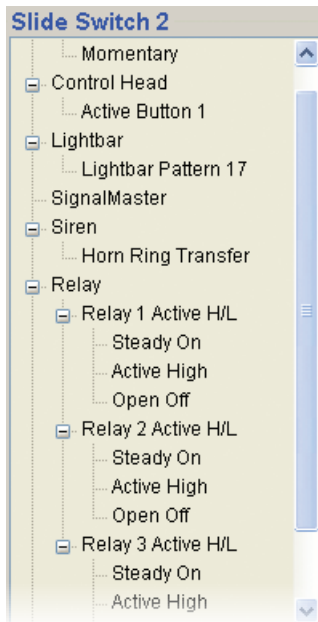 Slide Switch 2
Momentary
Control Head
Active Button 1
Lightbar
Lightbar Pattern 17
SignalMaster
Siren
Horn Ring Transfer
Relay
Relay 1 Active H/L
Steady On
Active High
Open Off
Relay 2 Active H/L
Steady On
Active High
Open Off
Relay 3 Active H/L
Steady On
Active High